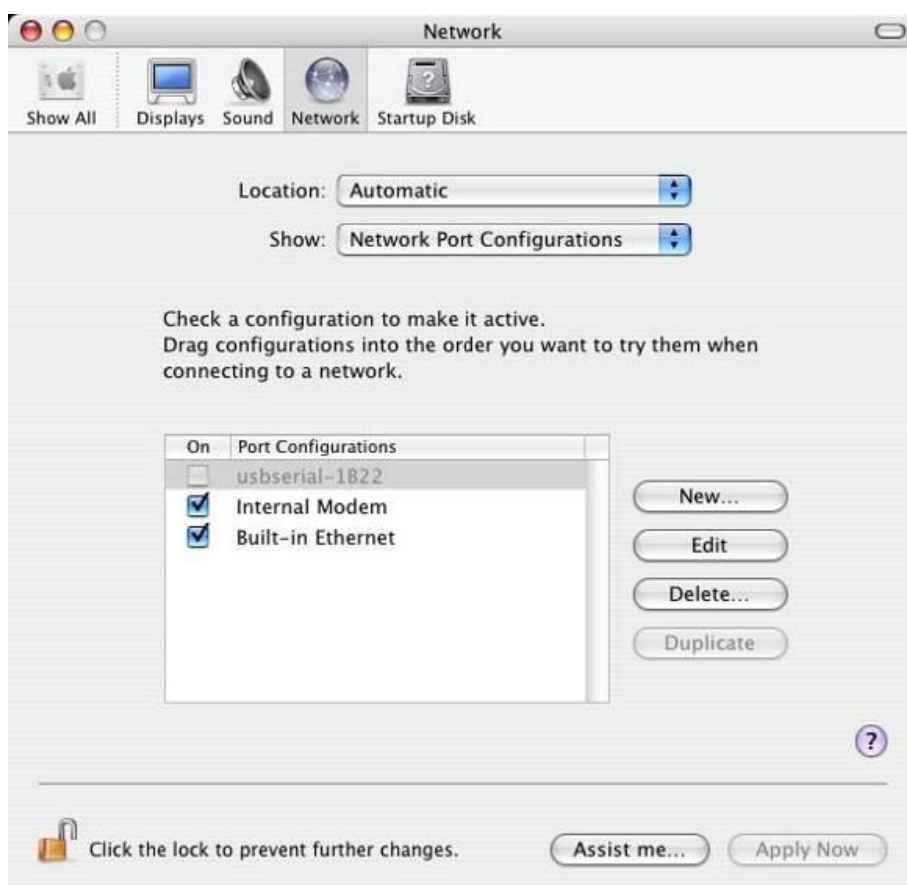 Network
Show All
Displays
Sound
Network
Startup Disk
Location: Automatic
Show: Network Port Configurations
Check a configuration to make it active.
Drag configurations into the order you want to try them when
connecting to a network.
On Port Configurations
usbserial-1B22
Internal Modem
Built-in Ethernet
New...
Edit
Delete...
Duplicate
?
Click the lock to prevent further changes.
Assist me...
Apply Now